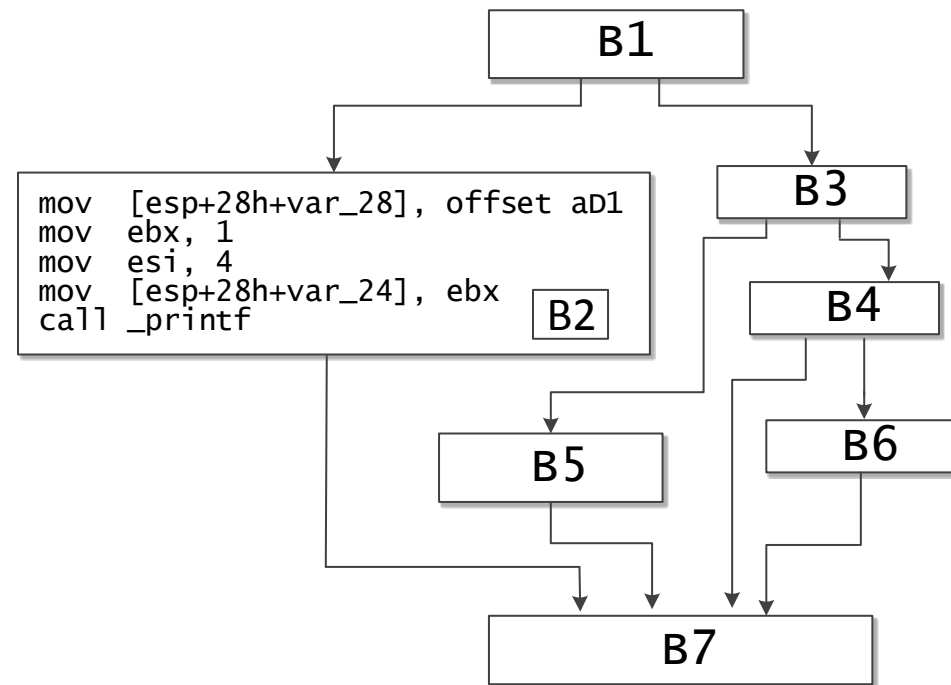 B1
mov [esp+28h+var_28], offset aD1
mov ebx, 1
mov esi, 4
mov [esp+28h+var_24], ebx
call _printf
B2
B3
B4
B5
B6
B7